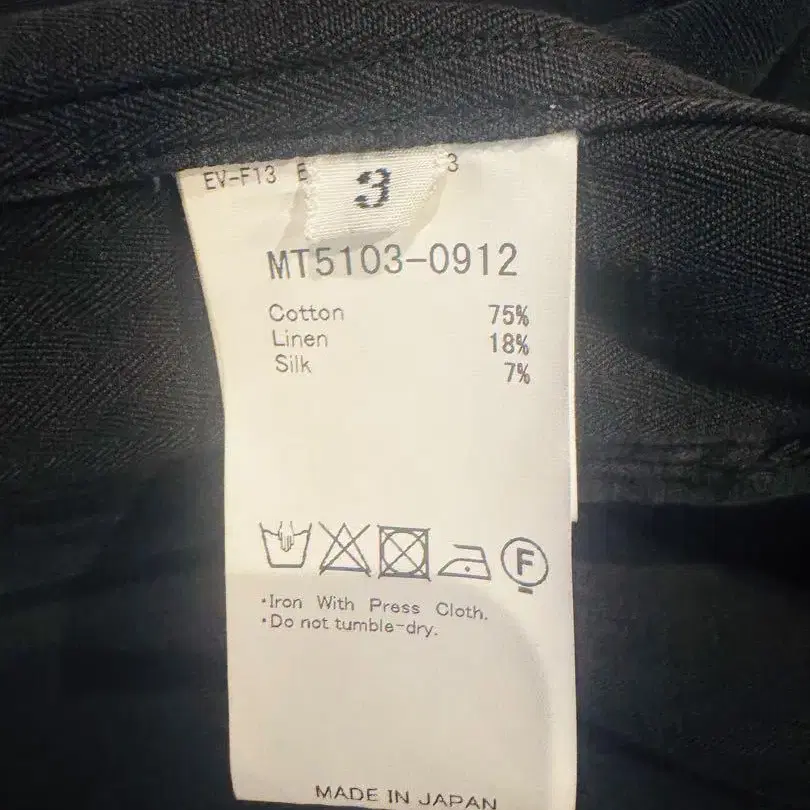 EV-F13 E 3
3
MT5103-0912
Cotton 75%
Linen 18%
Silk 7%
F
・Iron With Press Cloth.
・Do not tumble-dry.
MADE IN JAPAN